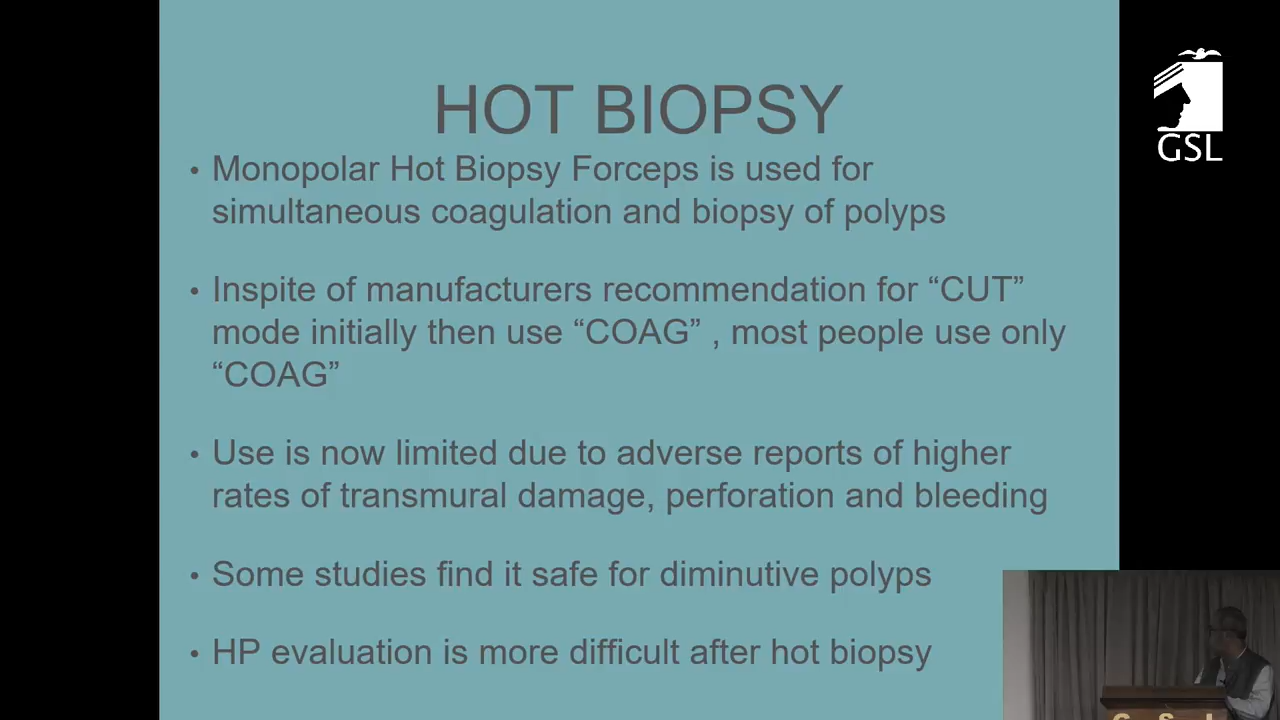 HOT BIOPSY
GSL
• Monopolar Hot Biopsy Forceps is used for
simultaneous coagulation and biopsy of polyps
• Inspite of manufacturers recommendation for “CUT”
mode initially then use “COAG” , most people use only
“COAG”
• Use is now limited due to adverse reports of higher
rates of transmural damage, perforation and bleeding
• Some studies find it safe for diminutive polyps
• HP evaluation is more difficult after hot biopsy
G S L